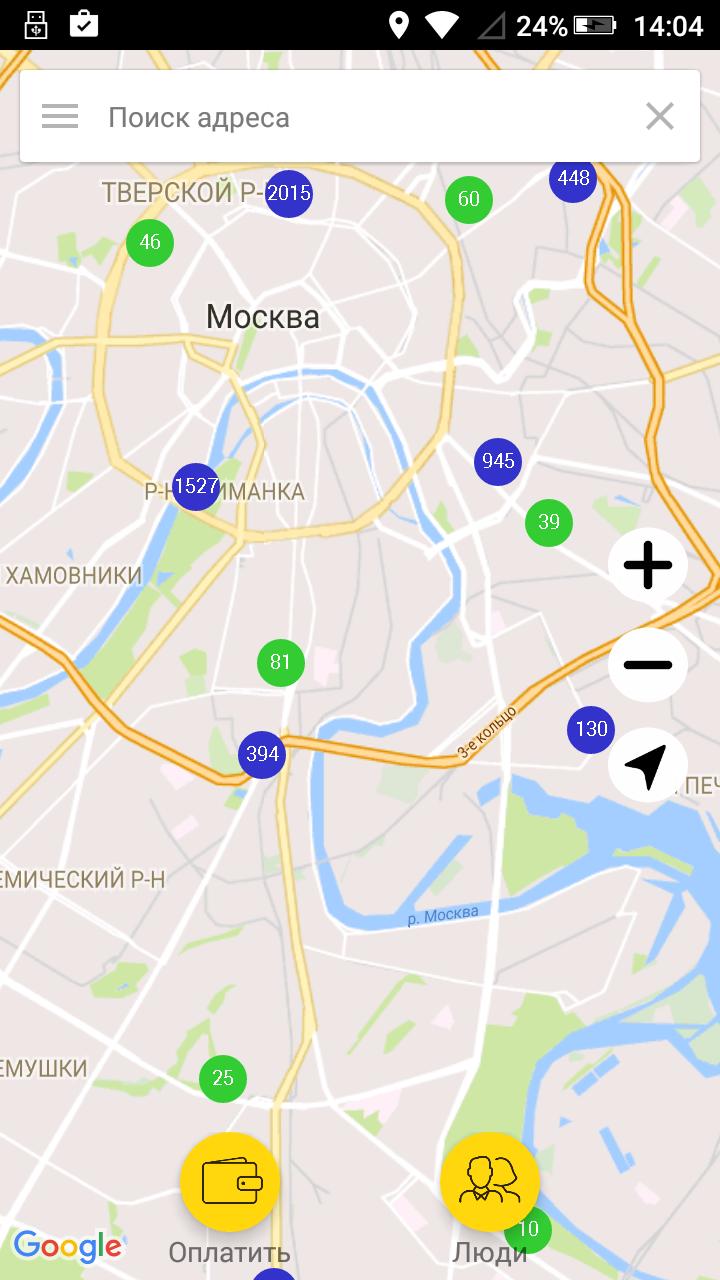 24% 14:04
Поиск адреса
ТВЕРСКОЙ Р-
2015
60
448
46
Москва
945
1527
39
ХАМОВНИКИ
81
3-е кольцо
130
394
ПЕЧ
ЕМИЧЕСКИЙ Р-Н
р. Москва
ЕМУШКИ
25
10
Google
Оплатить
Люди